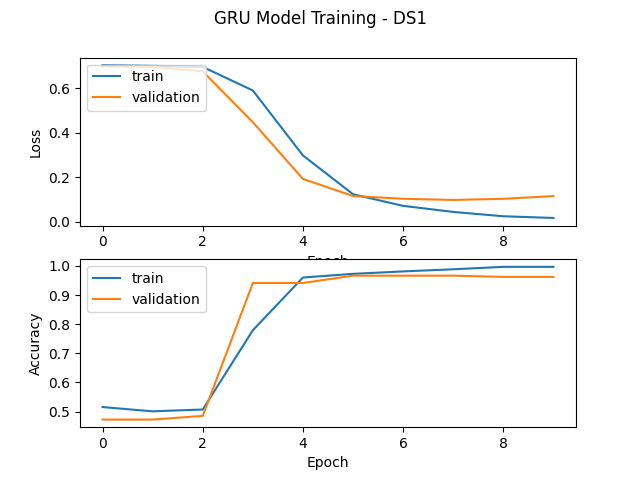 GRU Model Training - DS1
train
validation
Loss
0.6
0.4
0.2
0.0
0 2 4 6 8
Epoch
train
validation
Accuracy
1.0
0.9
0.8
0.7
0.6
0.5
0 2 4 6 8
Epoch